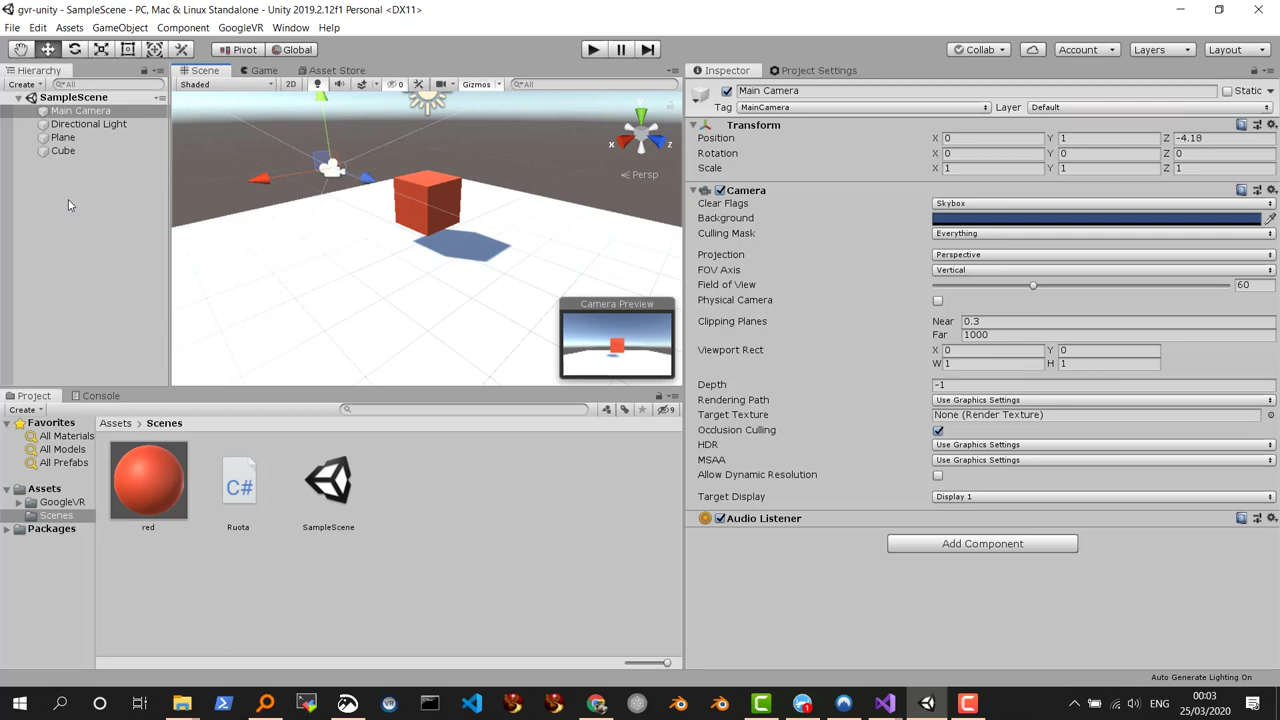 gvr-unity - SampleScene - PC, Mac & Linux Standalone - Unity 2019.2.12f1 Personal <DX11>
File Edit Assets GameObject Component GoogleVR Window Help
Pivot Global Collab Account Layers Layout
Hierarchy Scene Game Asset Store Inspector Project Settings
Create All Shaded 2D 0 Gizmos All Main Camera Static
SampleScene
Main Camera
Directional Light
Plane
Cube
y
x z
Persp
Camera Preview
Tag MainCamera Layer Default
Transform
Position X 0 Y 1 Z -4.18
Rotation X 0 Y 0 Z 0
Scale X 1 Y 1 Z 1
Camera
Clear Flags Skybox
Background
Culling Mask Everything
Projection Perspective
FOV Axis Vertical
Field of View 60
Physical Camera
Clipping Planes Near 0.3
Far 1000
Viewport Rect X 0 Y 0
W 1 H 1
Depth -1
Rendering Path Use Graphics Settings
Target Texture None (Render Texture)
Occlusion Culling
HDR Use Graphics Settings
MSAA Use Graphics Settings
Allow Dynamic Resolution
Target Display Display 1
Audio Listener
Add Component
Project Console
Create 9
Favorites
All Materials
All Models
All Prefabs
Assets
GoogleVR
Scenes
Packages
Assets Scenes
C#
red Ruota SampleScene
Auto Generate Lighting On
VR 1 ENG 00:03
25/03/2020